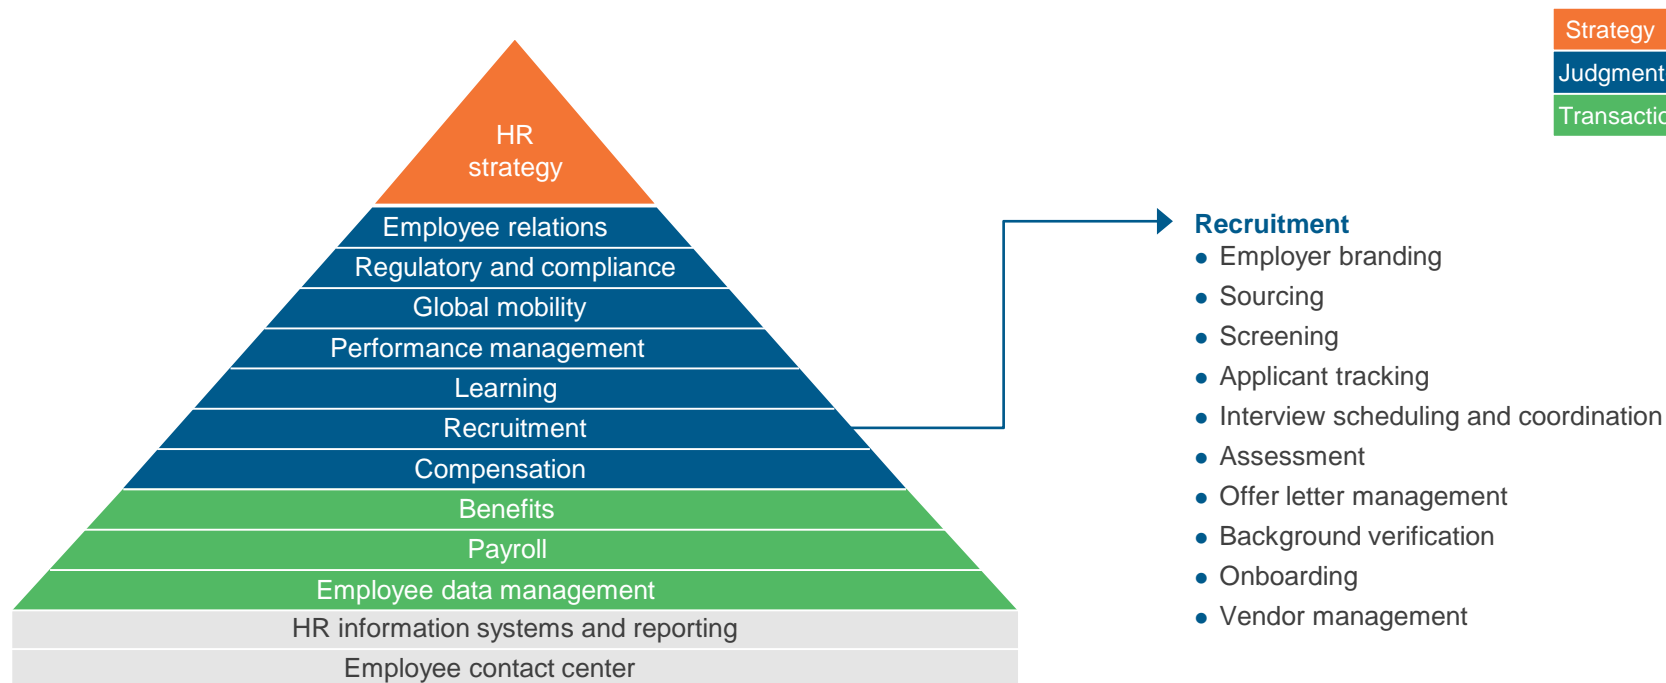 Strategy
Judgment
HR
strategy
Employee relations
Regulatory and compliance
Global mobility
Performance management
Learning
Recruitment
Compensation
Benefits
Payroll
Employee data management
HR information systems and reporting
Employee contact center
Recruitment
• Employer branding
• Sourcing
• Screening
• Applicant tracking
• Interview scheduling and coordination
• Assessment
• Offer letter management
• Background verification
• Onboarding
• Vendor management